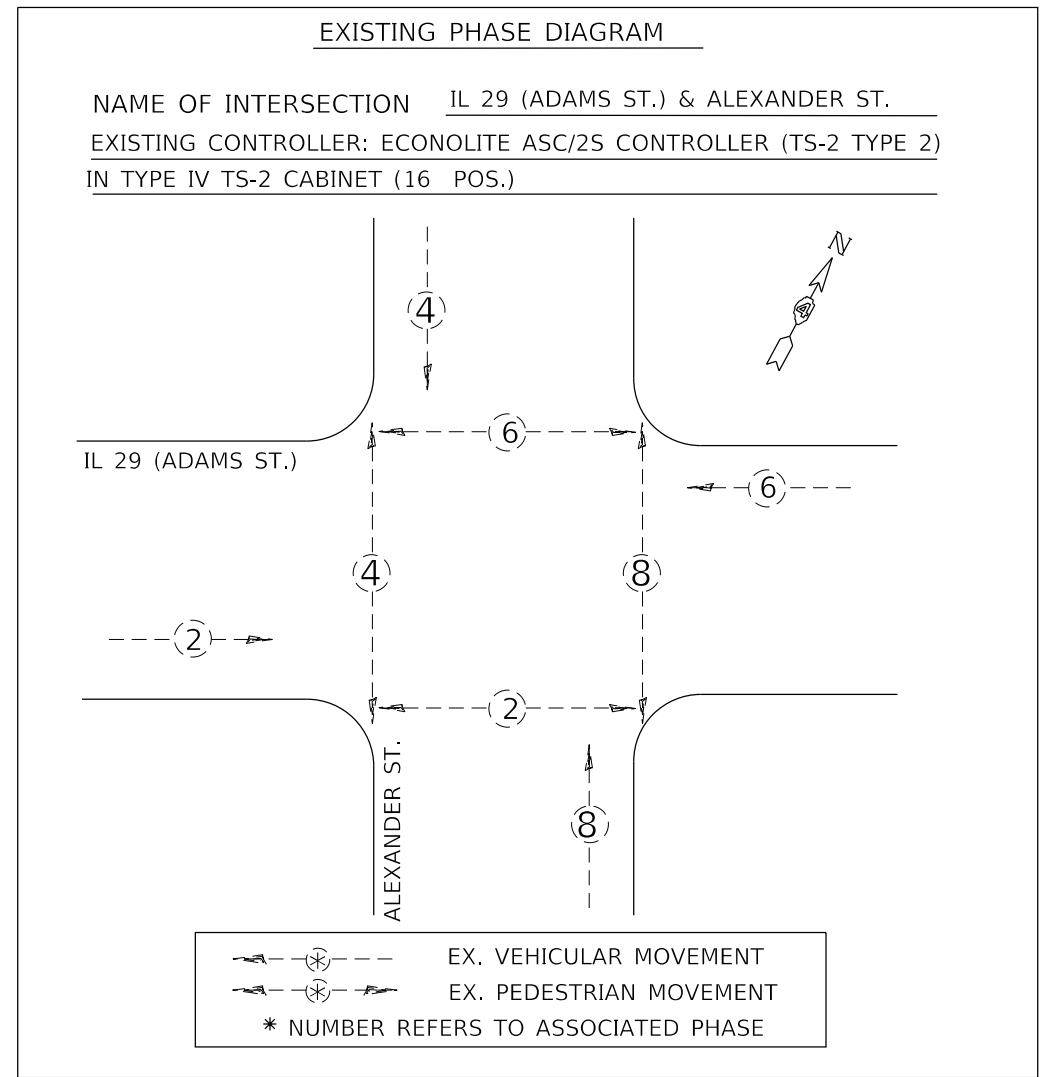 EXISTING PHASE DIAGRAM
NAME OF INTERSECTION IL 29 (ADAMS ST.) & ALEXANDER ST.
EXISTING CONTROLLER: ECONOLITE ASC/2S CONTROLLER (TS-2 TYPE 2)
IN TYPE IV TS-2 CABINET (16 POS.)
N
4
4
6
IL 29 (ADAMS ST.)
6
4
8
2
2
ALEXANDER ST.
8
* EX. VEHICULAR MOVEMENT
* EX. PEDESTRIAN MOVEMENT
* NUMBER REFERS TO ASSOCIATED PHASE